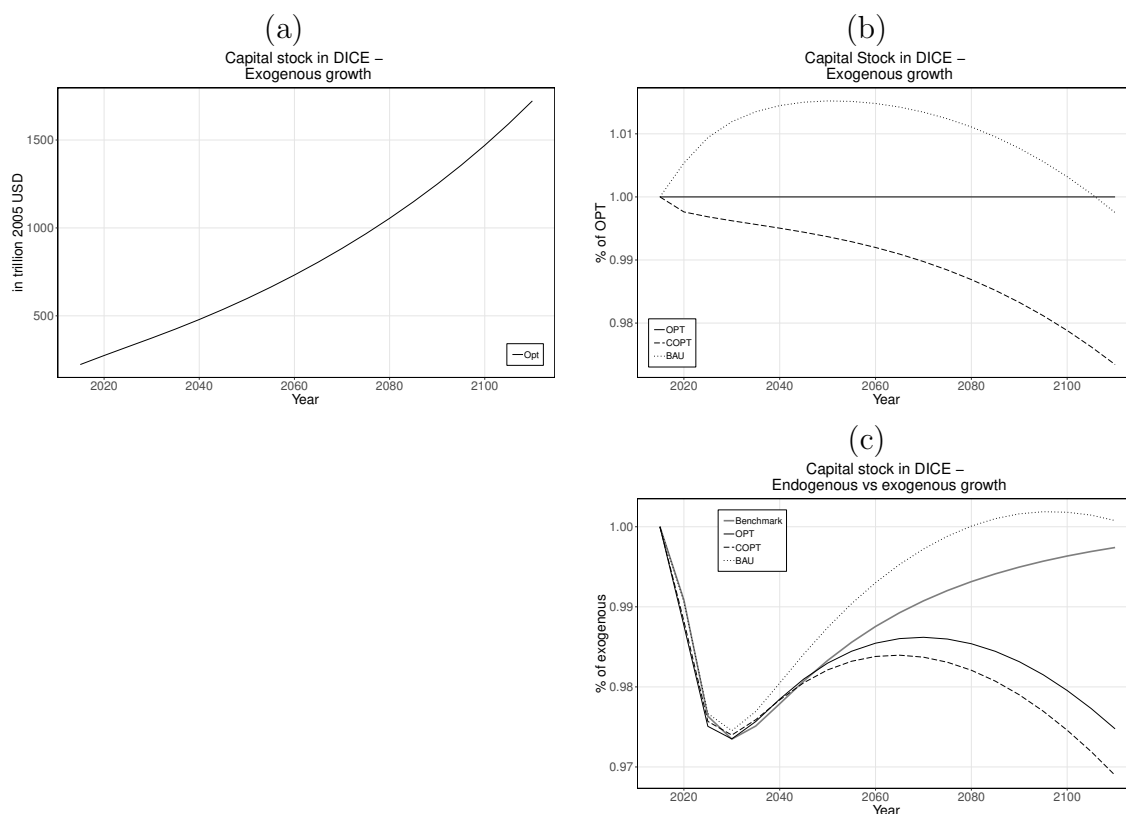 (a)
Capital stock in DICE −
Exogenous growth
in trillion 2005 USD
1500
1000
500
Opt
2020 2040 2060 2080 2100
Year
(b)
Capital Stock in DICE −
Exogenous growth
% of OPT
1.01
1.00
0.99
0.98
OPT
COPT
BAU
2020 2040 2060 2080 2100
Year
(c)
Capital stock in DICE −
Endogenous vs exogenous growth
% of exogenous
1.00
0.99
0.98
0.97
Benchmark
OPT
COPT
BAU
2020 2040 2060 2080 2100
Year